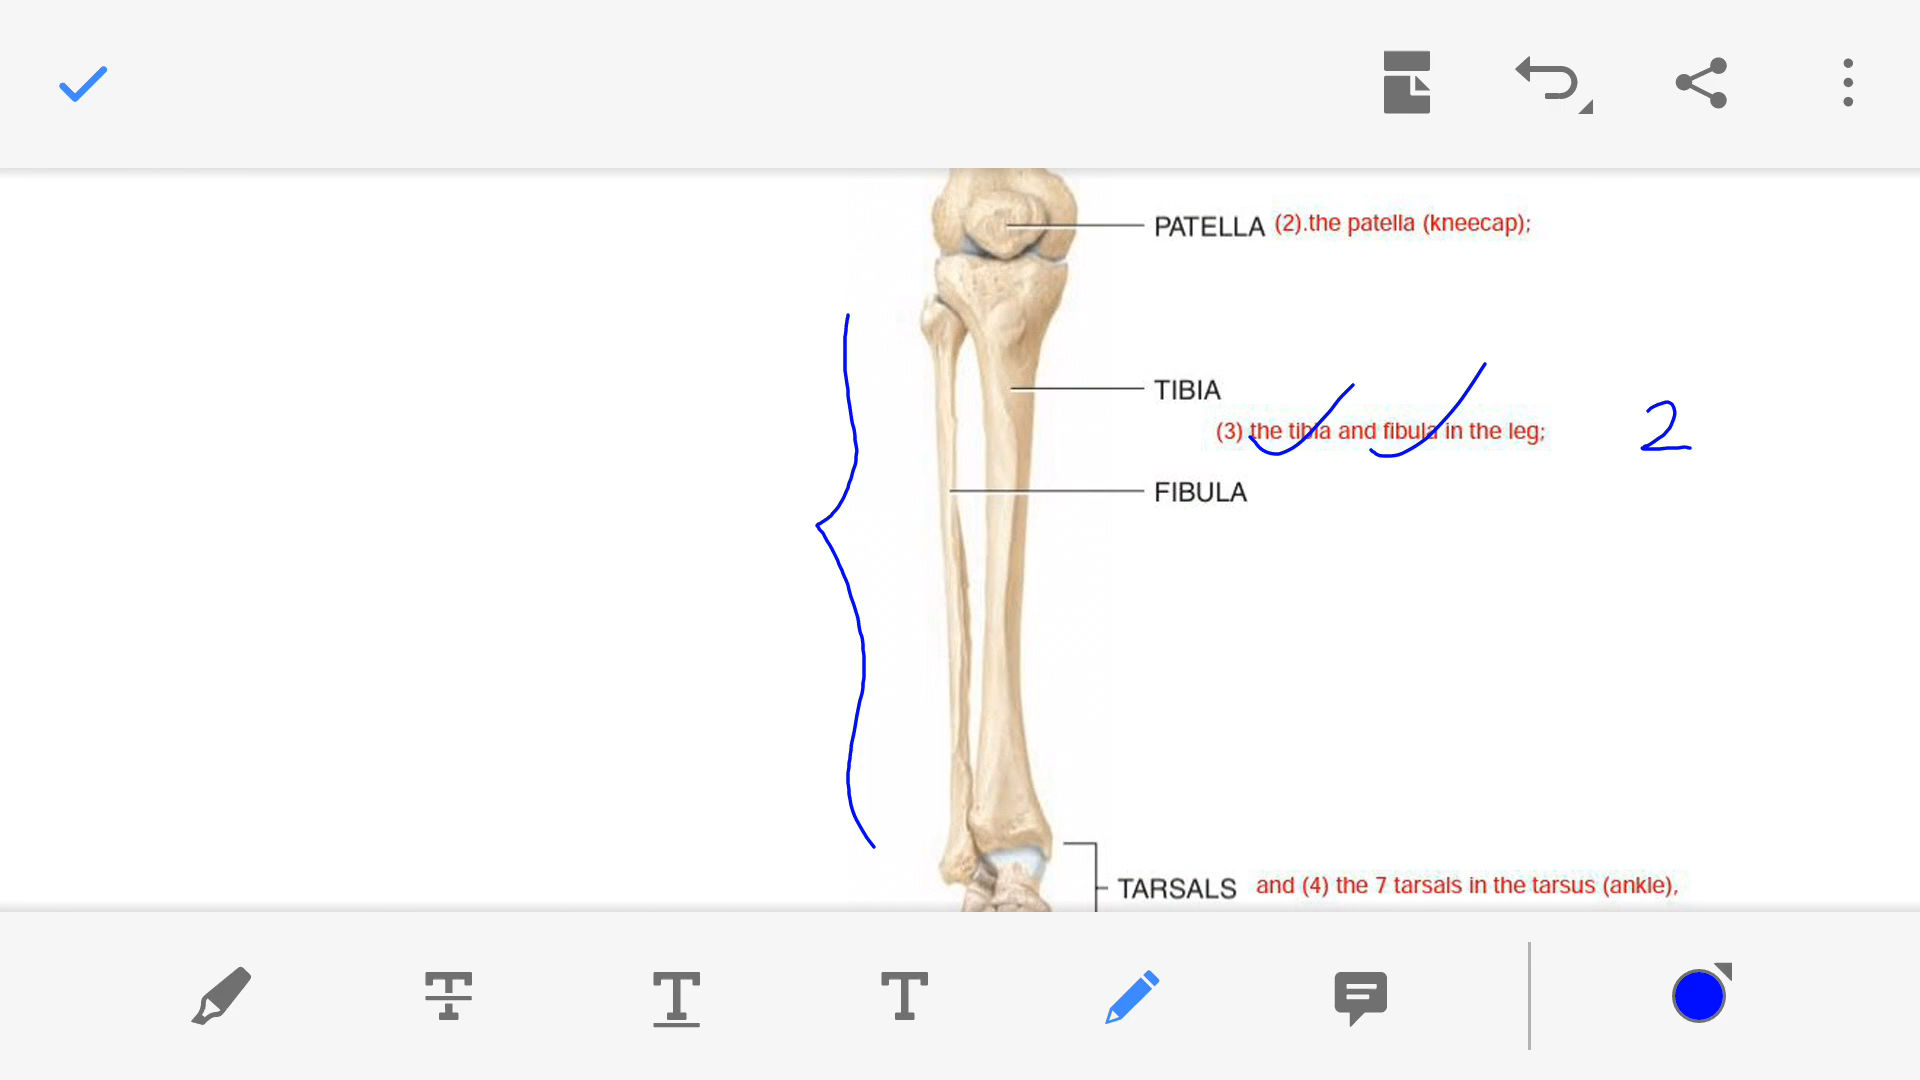 PATELLA (2).the patella (kneecap);
TIBIA
(3) the tibia and fibula in the leg; 2
FIBULA
TARSALS and (4) the 7 tarsals in the tarsus (ankle),